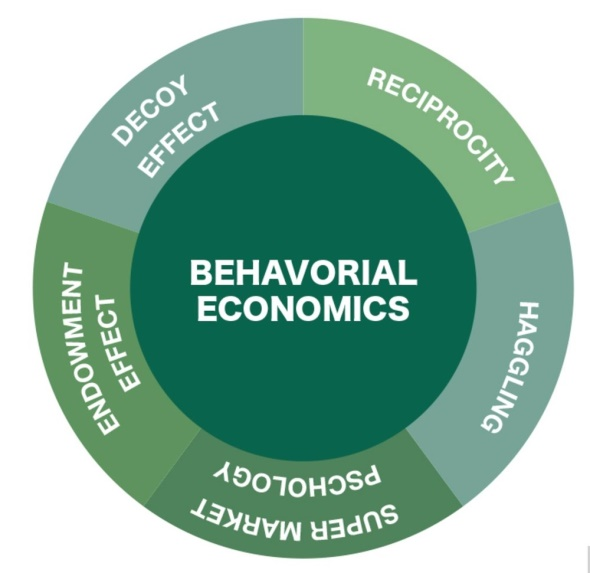 BEHAVORIAL
ECONOMICS
RECIPROCITY
HAGGLING
SUPER MARKET
PSCHOLOGY
ENDOWMENT
EFFECT
DECOY
EFFECT